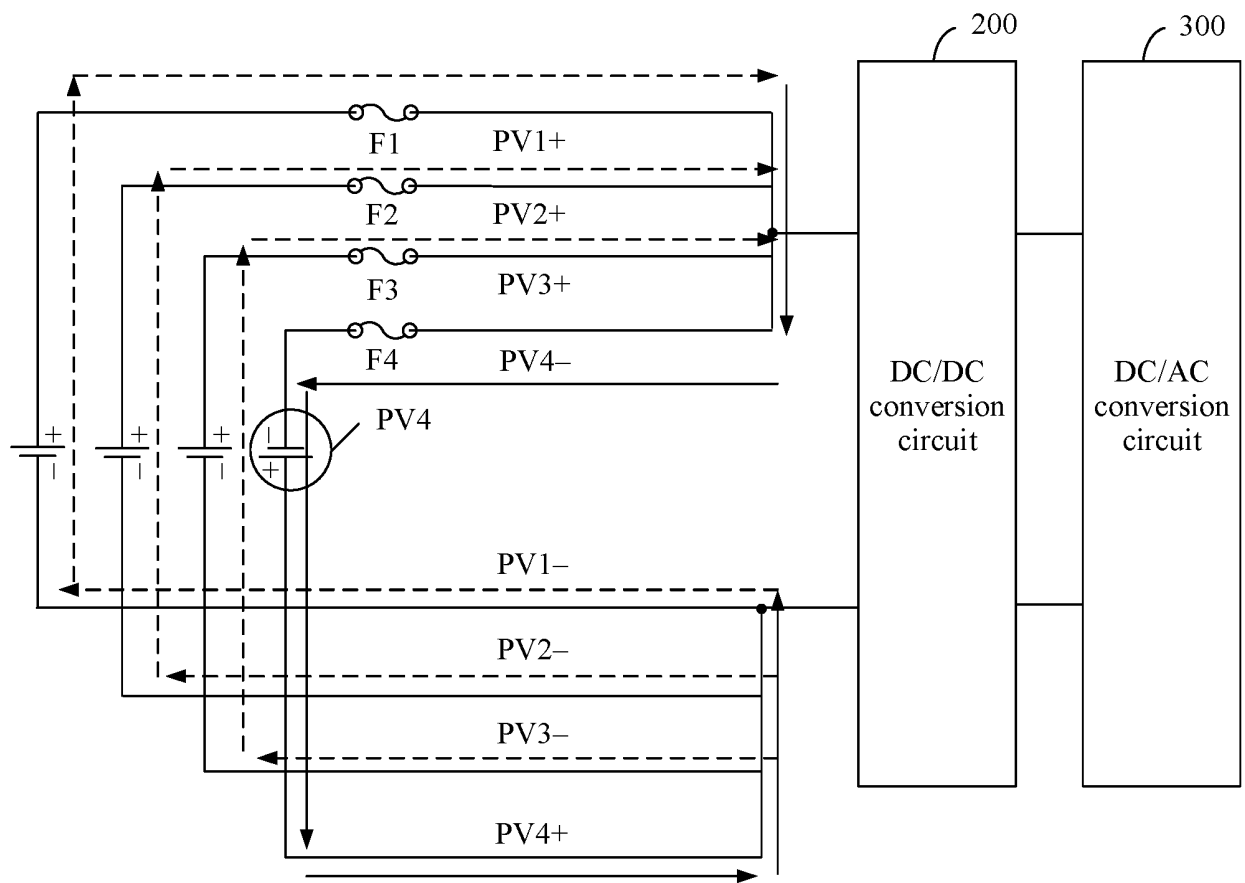 200
300
F1
PV1+
F2
PV2+
F3
PV3+
F4
PV4–
PV4
+
–
+
–
+
–
–
+
DC/DC
conversion
circuit
DC/AC
conversion
circuit
PV1–
PV2–
PV3–
PV4+